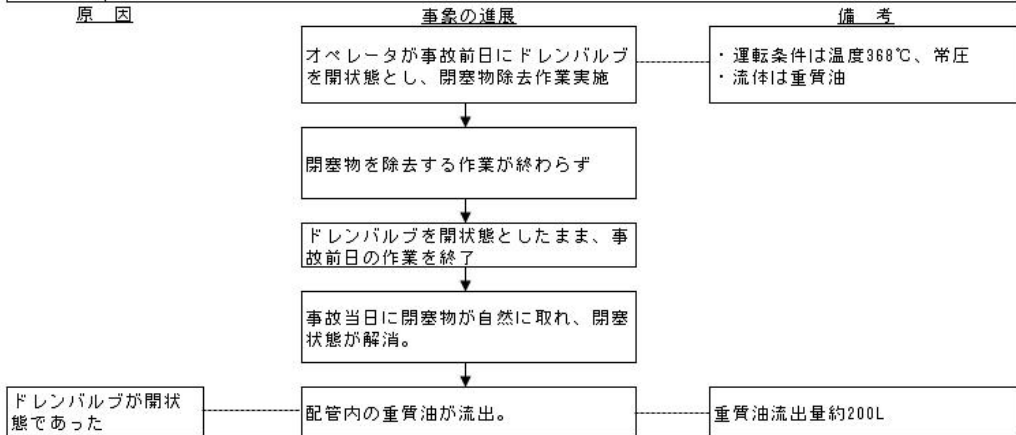 原　因
事象の進展
備　考
オペレータが事故前日にドレンバルブ
を開状態とし、閉塞物除去作業実施
・運転条件は温度368℃、常圧
・流体は重質油
閉塞物を除去する作業が終わらず
ドレンバルブを開状態としたまま、事
故前日の作業を終了
事故当日に閉塞物が自然に取れ、閉塞
状態が解消。
ドレンバルブが開状
態であった
配管内の重質油が流出。
重質油流出量約200L